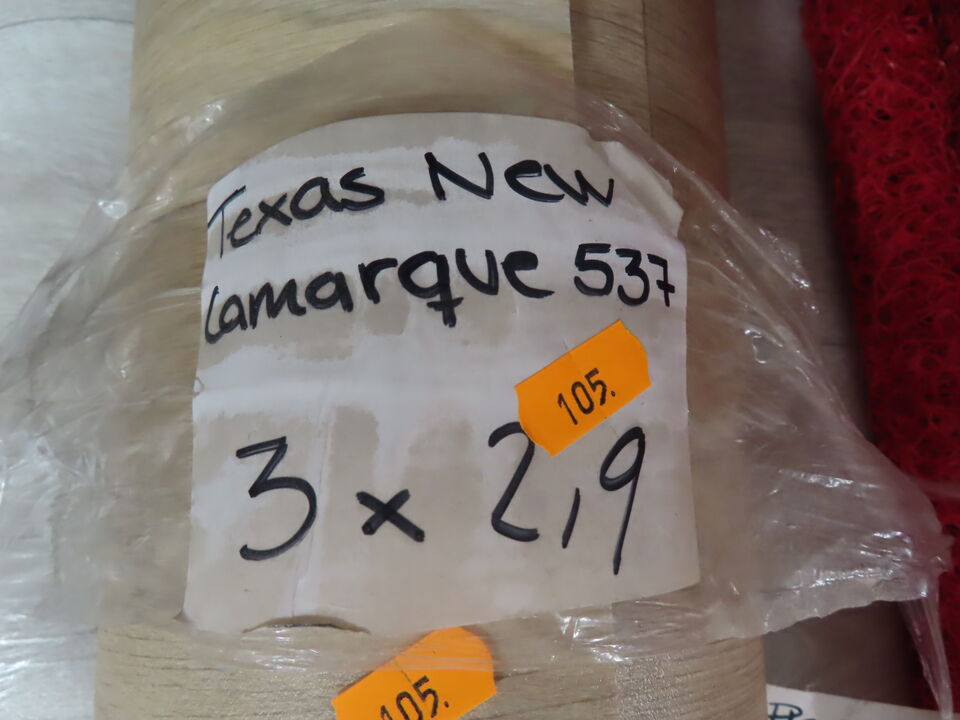 Texas New
Camarque 537
105.
3 x 2,9
105.